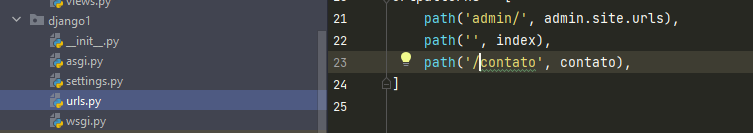 views.py
django1
__init__.py
asgi.py
settings.py
urls.py
wsgi.py
21 path('admin/', admin.site.urls),
22 path('', index),
23 path('/contato', contato),
24 ]
25